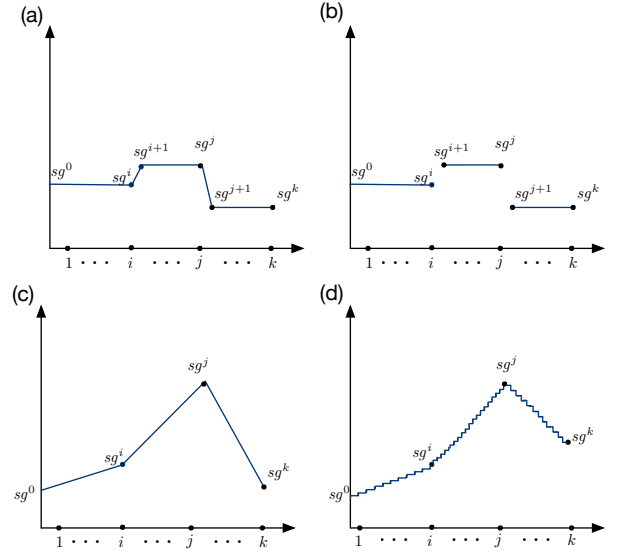 (a)
sg^0
sg^i
sg^{i+1}
sg^j
sg^{j+1}
sg^k
1 · · · i · · · j · · · k
(b)
sg^0
sg^i
sg^{i+1}
sg^j
sg^{j+1}
sg^k
1 · · · i · · · j · · · k
(c)
sg^0
sg^i
sg^j
sg^k
1 · · · i · · · j · · · k
(d)
sg^0
sg^i
sg^j
sg^k
1 · · · i · · · j · · · k